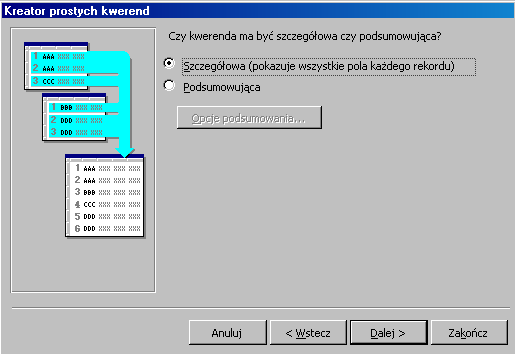 Kreator prostych kwerend
Czy kwerenda ma być szczegółowa czy podsumowująca?
Szczegółowa (pokazuje wszystkie pola każdego rekordu)
Podsumowująca
Opcje podsumowania...
1 AAA XXX XXX
2 AAA XXX XXX
3 CCC XXX XXX
1 BBB XXX XXX
2 DDD XXX XXX
3 DDD XXX XXX
1 AAA XXX XXX XXX
2 AAA XXX XXX XXX
3 BBB XXX XXX XXX
4 CCC XXX XXX XXX
5 DDD XXX XXX XXX
6 DDD XXX XXX XXX
Anuluj
< Wstecz
Dalej >
Zakończ